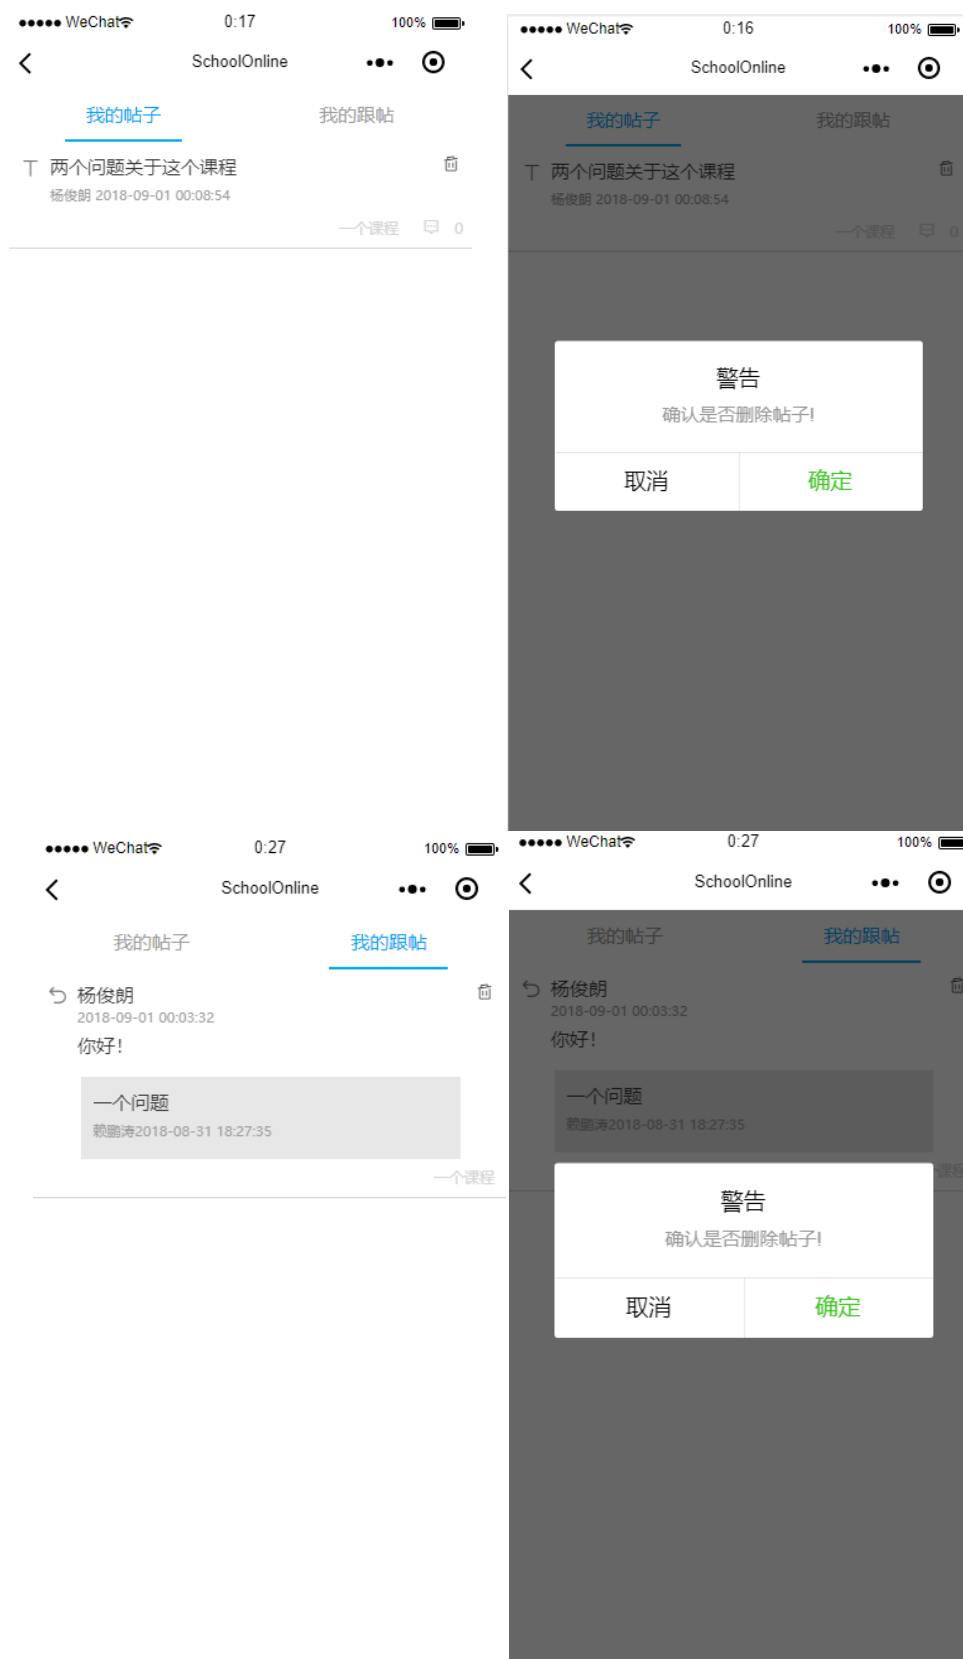 WeChat 0:17 100%
SchoolOnline
我的帖子 我的跟帖
两个问题关于这个课程
杨俊朗 2018-09-01 00:08:54
一个课程 0
WeChat 0:16 100%
SchoolOnline
我的帖子 我的跟帖
两个问题关于这个课程
杨俊朗 2018-09-01 00:08:54
一个课程 0
警告
确认是否删除帖子!
取消 确定
WeChat 0:27 100%
SchoolOnline
我的帖子 我的跟帖
杨俊朗
2018-09-01 00:03:32
你好!
一个问题
赖鹏涛2018-08-31 18:27:35
一个课程
WeChat 0:27 100%
SchoolOnline
我的帖子 我的跟帖
杨俊朗
2018-09-01 00:03:32
你好!
一个问题
赖鹏涛2018-08-31 18:27:35
课程
警告
确认是否删除帖子!
取消 确定